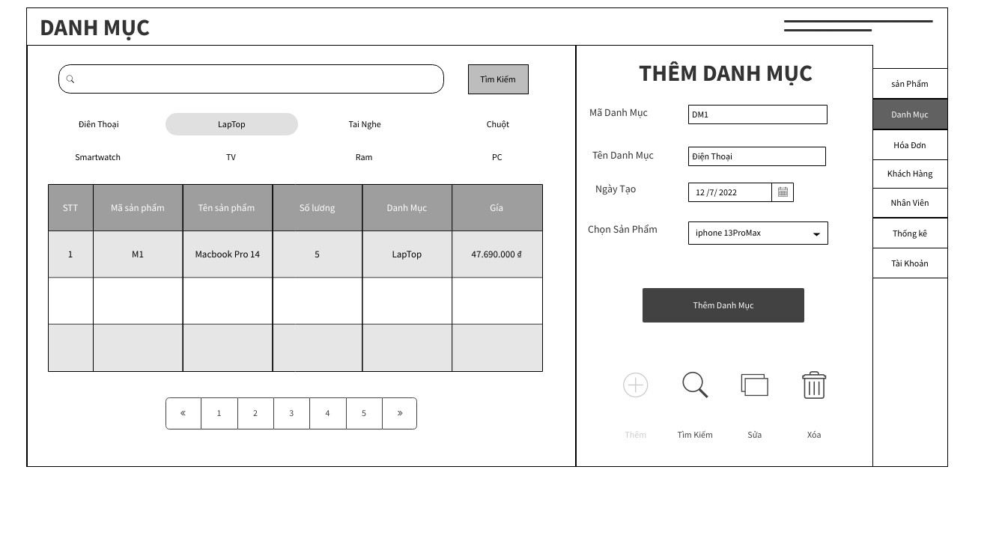 DANH MỤC
Tìm Kiếm
Điên Thoại
LapTop
Tai Nghe
Chuột
Smartwatch
TV
Ram
PC
STT
Mã sản phẩm
Tên sản phẩm
Số lương
Danh Mục
Gía
1
M1
Macbook Pro 14
5
LapTop
47.690.000 ₫
«
1
2
3
4
5
»
THÊM DANH MỤC
Mã Danh Mục
DM1
Tên Danh Mục
Điện Thoại
Ngày Tạo
12 /7/ 2022
Chọn Sản Phẩm
iphone 13ProMax
Thêm Danh Mục
Thêm
Tìm Kiếm
Sửa
Xóa
sản Phẩm
Danh Mục
Hóa Đơn
Khách Hàng
Nhân Viên
Thống kê
Tài Khoản